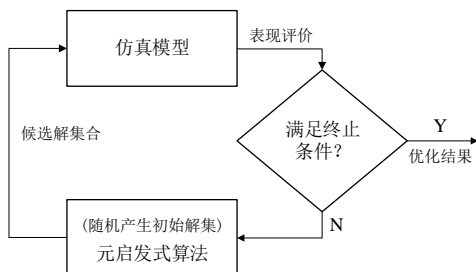 仿真模型
表现评价
候选解集合
满足终止
条件?
Y
优化结果
N
(随机产生初始解集)
元启发式算法